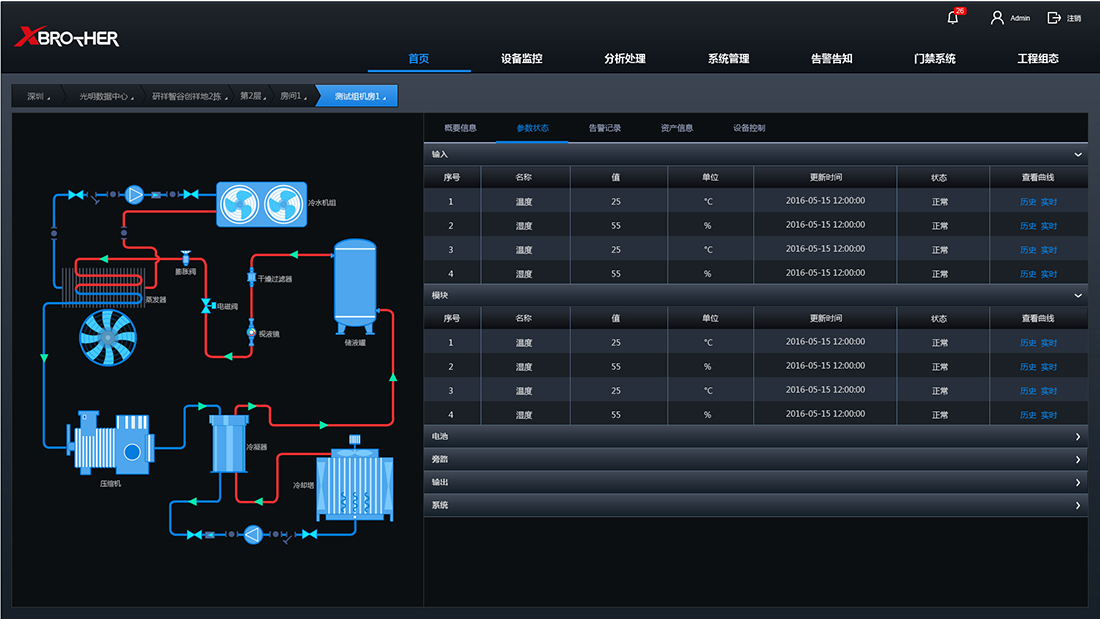 26
Admin
注销
XBROTHER
首页 设备监控 分析处理 系统管理 告警告知 门禁系统 工程组态
深圳 光明数据中心 研祥智谷创祥地2栋 第2层 房间1 测试组机房1
概要信息 参数状态 告警记录 资产信息 设备控制
输入
序号 名称 值 单位 更新时间 状态 查看曲线
1 温度 25 °C 2016-05-15 12:00:00 正常 历史 实时
2 湿度 55 % 2016-05-15 12:00:00 正常 历史 实时
3 温度 25 °C 2016-05-15 12:00:00 正常 历史 实时
4 湿度 55 % 2016-05-15 12:00:00 正常 历史 实时
模块
序号 名称 值 单位 更新时间 状态 查看曲线
1 温度 25 °C 2016-05-15 12:00:00 正常 历史 实时
2 湿度 55 % 2016-05-15 12:00:00 正常 历史 实时
3 温度 25 °C 2016-05-15 12:00:00 正常 历史 实时
4 湿度 55 % 2016-05-15 12:00:00 正常 历史 实时
电池
旁路
输出
系统
冷水机组
膨胀阀
干燥过滤器
蒸发器
电磁阀
视液镜
储液罐
冷凝器
冷却塔
压缩机